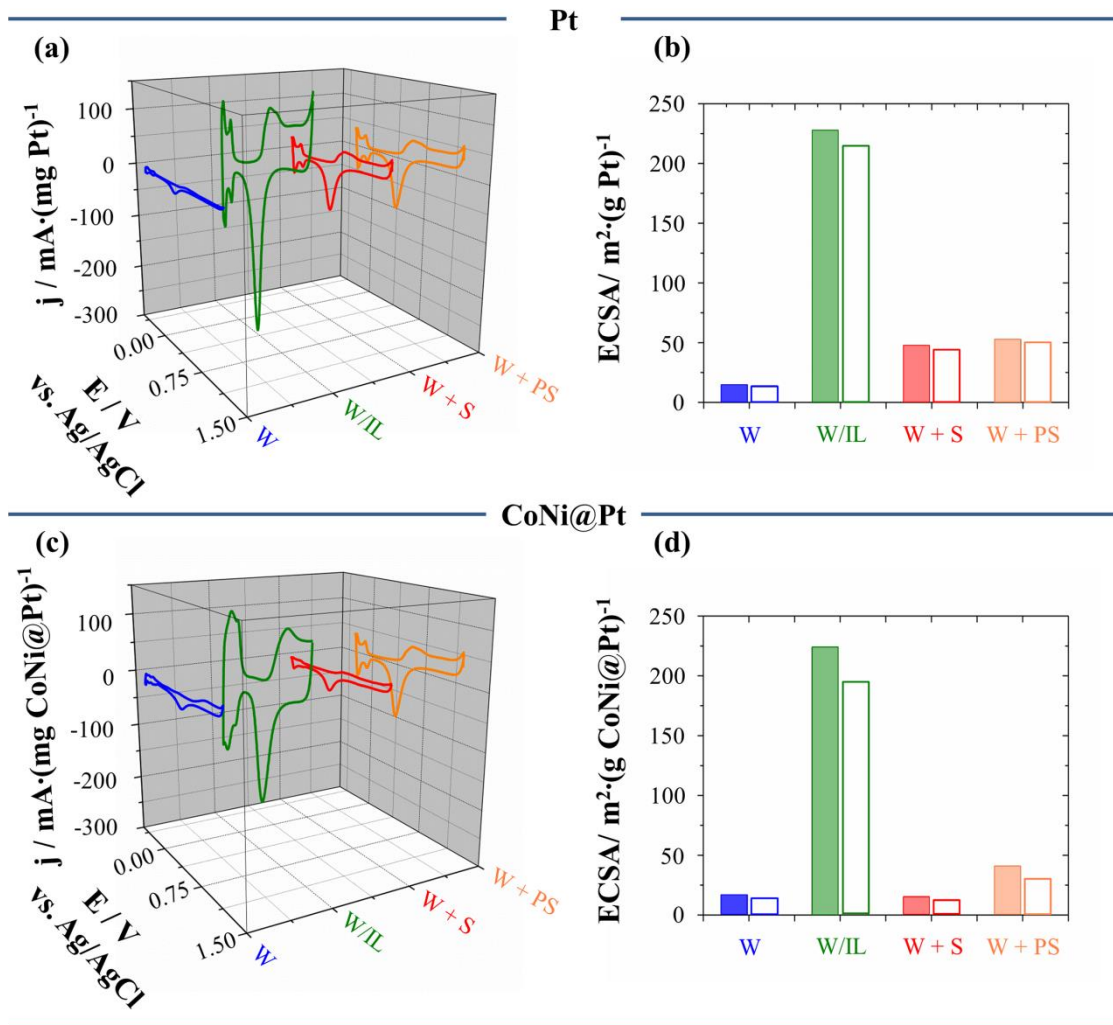 Pt
(a)
j / mA·(mg Pt)⁻¹
100
0
-100
-200
-300
0.00
0.75
1.50
E / V
vs. Ag/AgCl
W
W/IL
W + S
W + PS
(b)
ECSA/ m²·(g Pt)⁻¹
250
200
150
100
50
0
W
W/IL
W + S
W + PS
CoNi@Pt
(c)
j / mA·(mg CoNi@Pt)⁻¹
100
0
-100
-200
-300
0.00
0.75
1.50
E / V
vs. Ag/AgCl
W
W/IL
W + S
W + PS
(d)
ECSA/ m²·(g CoNi@Pt)⁻¹
250
200
150
100
50
0
W
W/IL
W + S
W + PS